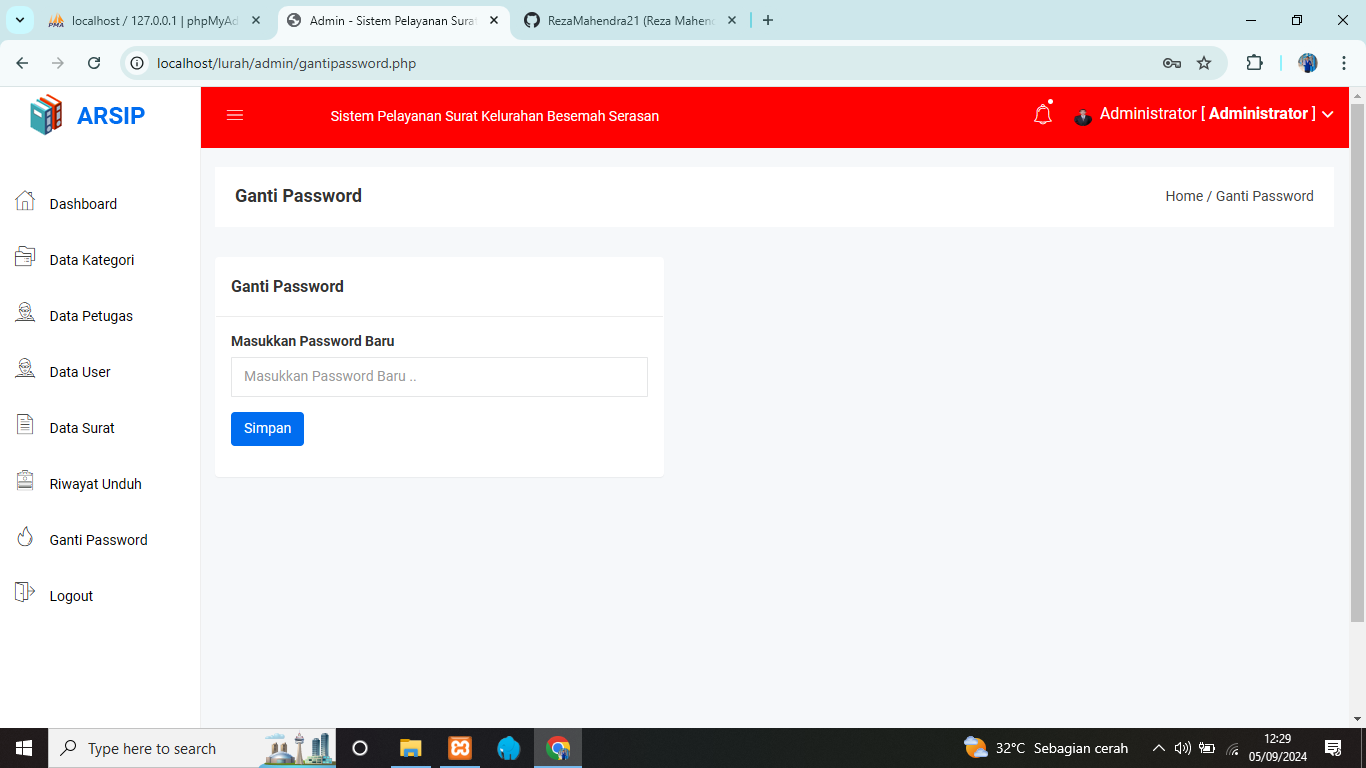 localhost / 127.0.0.1 | phpMyAd
Admin - Sistem Pelayanan Surat
RezaMahendra21 (Reza Mahend
localhost/lurah/admin/gantipassword.php
ARSIP
Sistem Pelayanan Surat Kelurahan Besemah Serasan
Administrator [ Administrator ]
Ganti Password
Home / Ganti Password
Dashboard
Data Kategori
Data Petugas
Data User
Data Surat
Riwayat Unduh
Ganti Password
Logout
Ganti Password
Masukkan Password Baru
Masukkan Password Baru ..
Simpan
Type here to search
32°C Sebagian cerah
12:29
05/09/2024